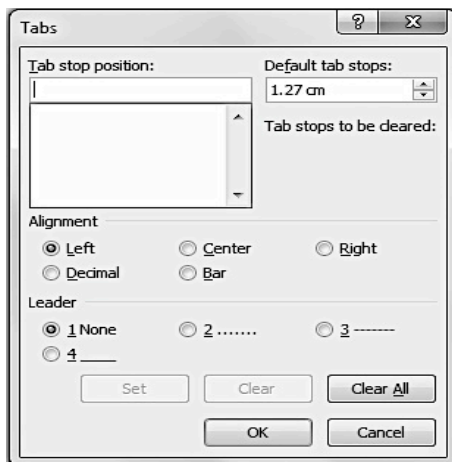 Tabs
Tab stop position:
Default tab stops:
1.27 cm
Tab stops to be cleared:
Alignment
Left
Center
Right
Decimal
Bar
Leader
1 None
2 .......
3 -------
4 ____
Set
Clear
Clear All
OK
Cancel